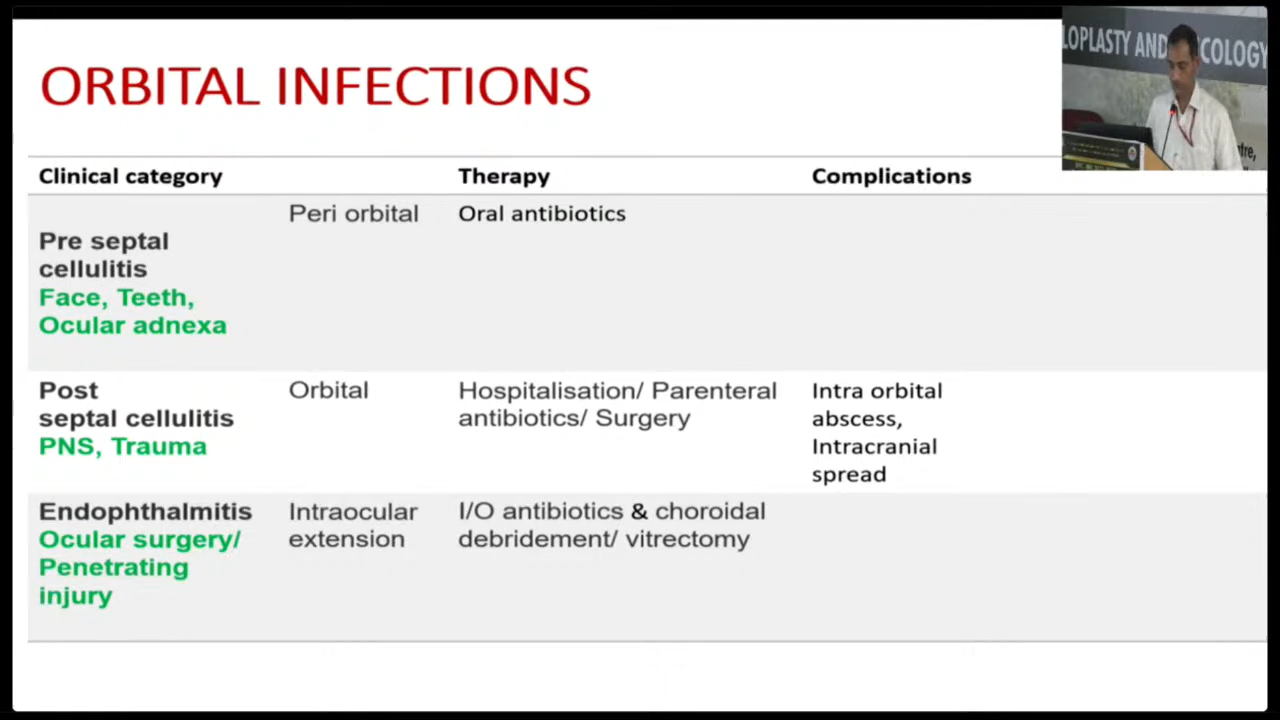 ORBITAL INFECTIONS
LOPLASTY AND
COLOGY
tre,
Clinical category Therapy Complications
Peri orbital Oral antibiotics
Pre septal
cellulitis
Face, Teeth,
Ocular adnexa
Post Orbital Hospitalisation/ Parenteral Intra orbital
septal cellulitis antibiotics/ Surgery abscess,
PNS, Trauma Intracranial
spread
Endophthalmitis Intraocular I/O antibiotics & choroidal
Ocular surgery/ extension debridement/ vitrectomy
Penetrating
injury